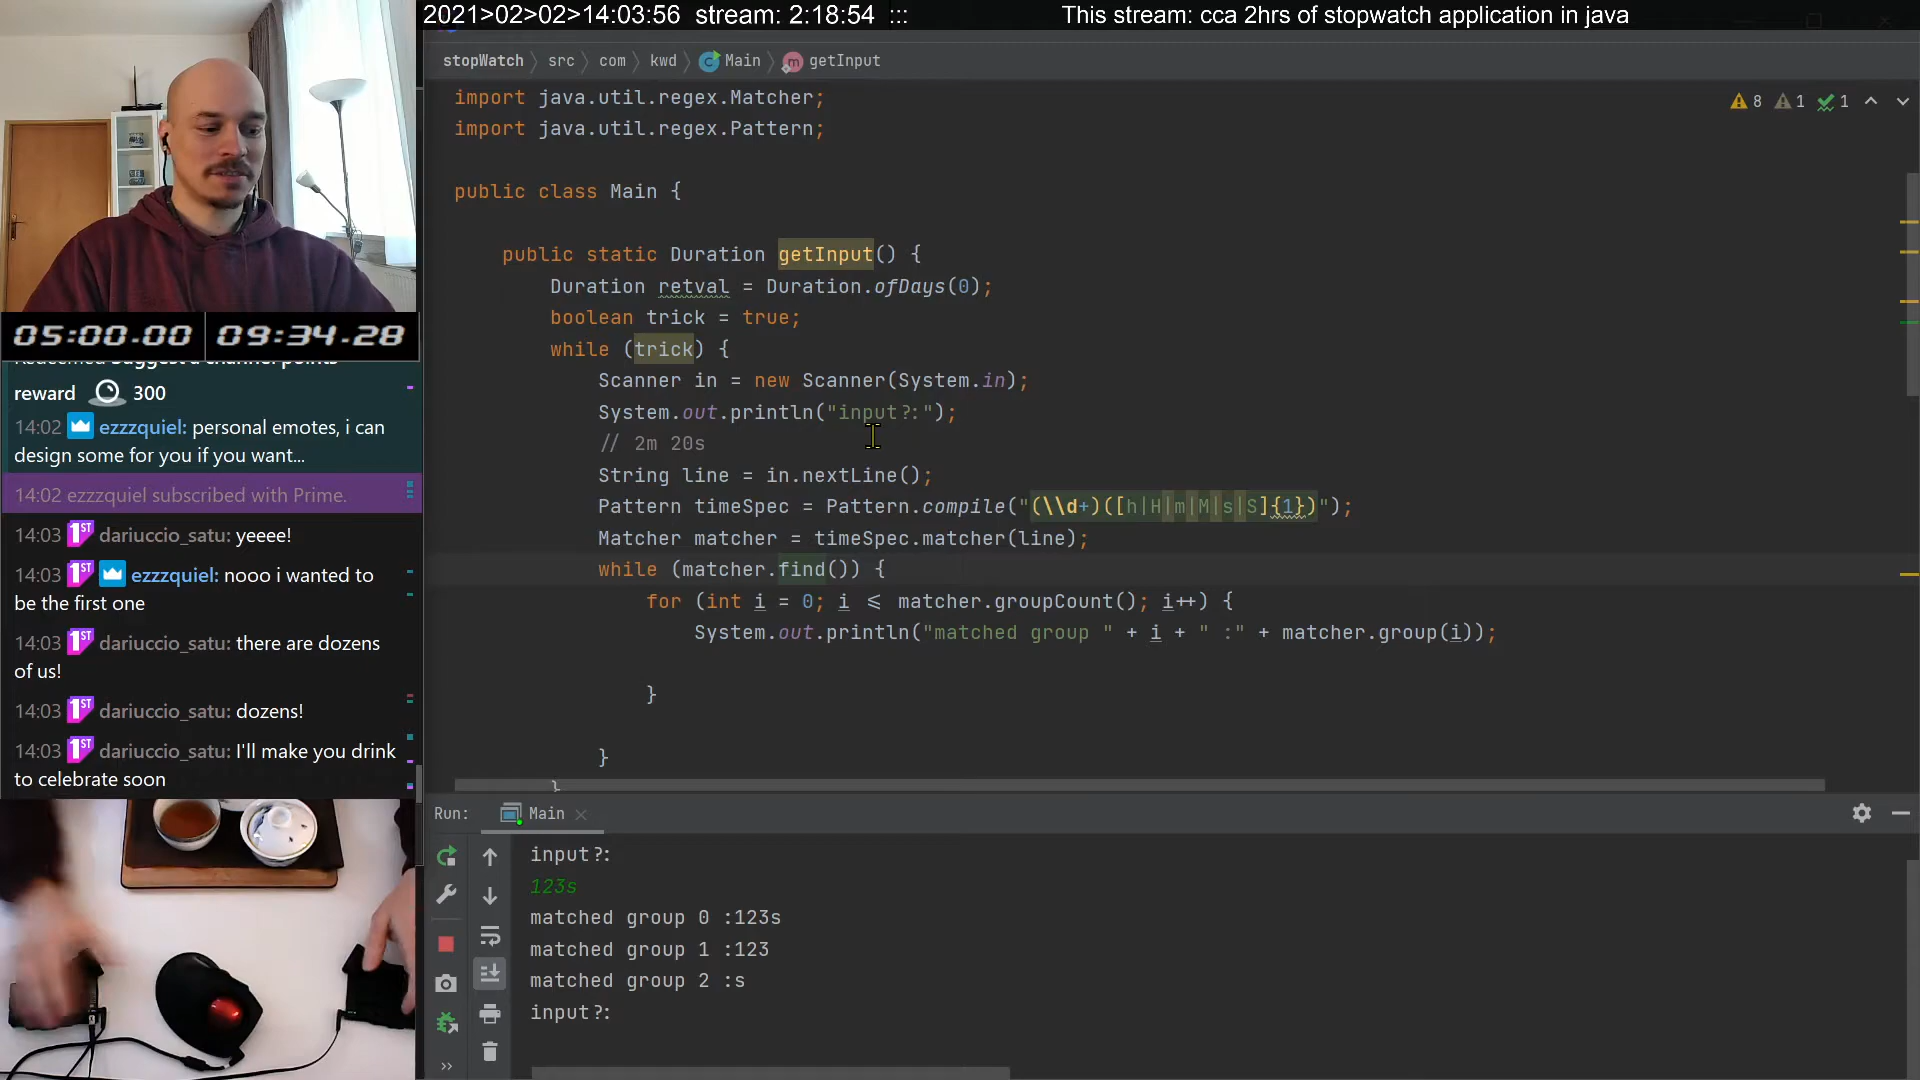 2021>02>02>14:03:56 stream: 2:18:54 :::
This stream: cca 2hrs of stopwatch application in java
stopWatch src com kwd Main getInput
import java.util.regex.Matcher;
import java.util.regex.Pattern;
8 1 1
public class Main {
public static Duration getInput() {
Duration retval = Duration.ofDays(0);
boolean trick = true;
while (trick) {
Scanner in = new Scanner(System.in);
System.out.println("input?:");
// 2m 20s
String line = in.nextLine();
Pattern timeSpec = Pattern.compile("(\\d+)([h|H|m|M|s|S]{1})");
Matcher matcher = timeSpec.matcher(line);
while (matcher.find()) {
for (int i = 0; i <= matcher.groupCount(); i++) {
System.out.println("matched group " + i + " :" + matcher.group(i));
}
}
}
05:00.00 09:34.28
reward 300
14:02 ezzzquiel: personal emotes, i can
design some for you if you want...
14:02 ezzzquiel subscribed with Prime.
14:03 1ST dariuccio_satu: yeeee!
14:03 1ST ezzzquiel: nooo i wanted to
be the first one
14:03 1ST dariuccio_satu: there are dozens
of us!
14:03 1ST dariuccio_satu: dozens!
14:03 1ST dariuccio_satu: I'll make you drink
to celebrate soon
Run: Main
input?:
123s
matched group 0 :123s
matched group 1 :123
matched group 2 :s
input?: